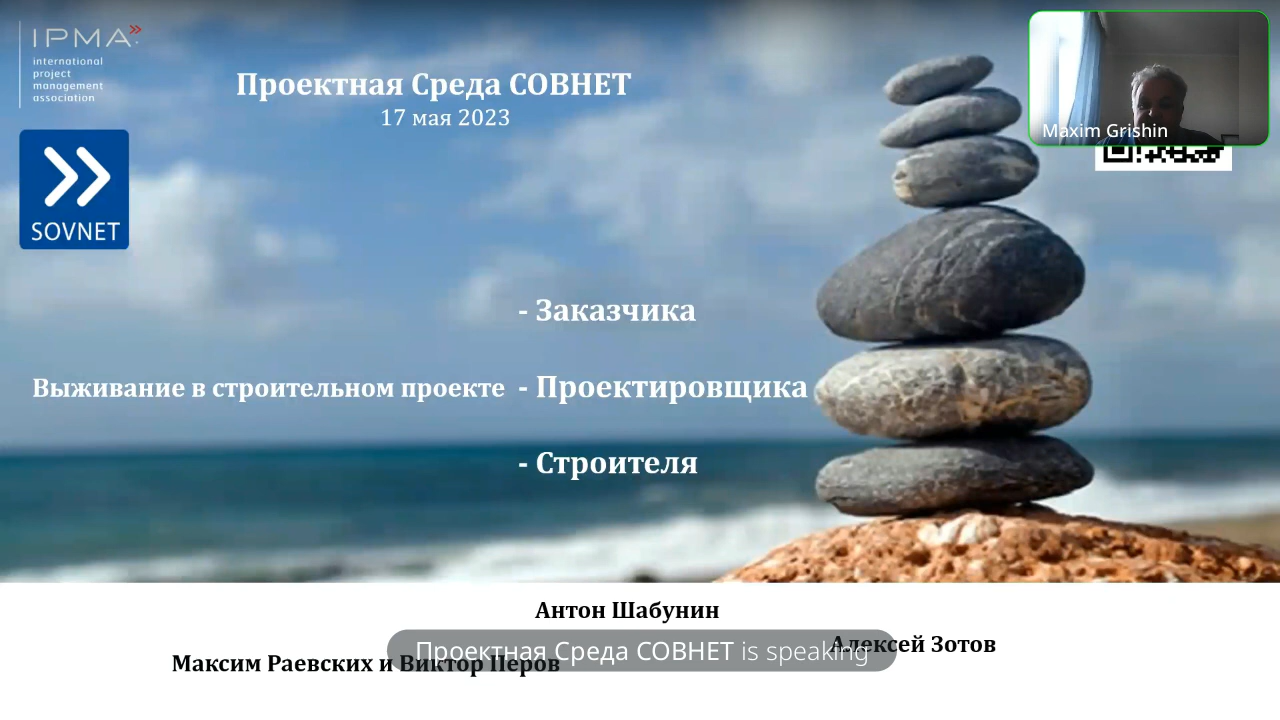 IPMA
international
project
management
association
Проектная Среда СОВНЕТ
17 мая 2023
Maxim Grishin
SOVNET
- Заказчика
Выживание в строительном проекте - Проектировщика
- Строителя
Антон Шабунин
Алексей Зотов
Проектная Среда СОВНЕТ is speaking
Максим Раевских и Виктор Перов